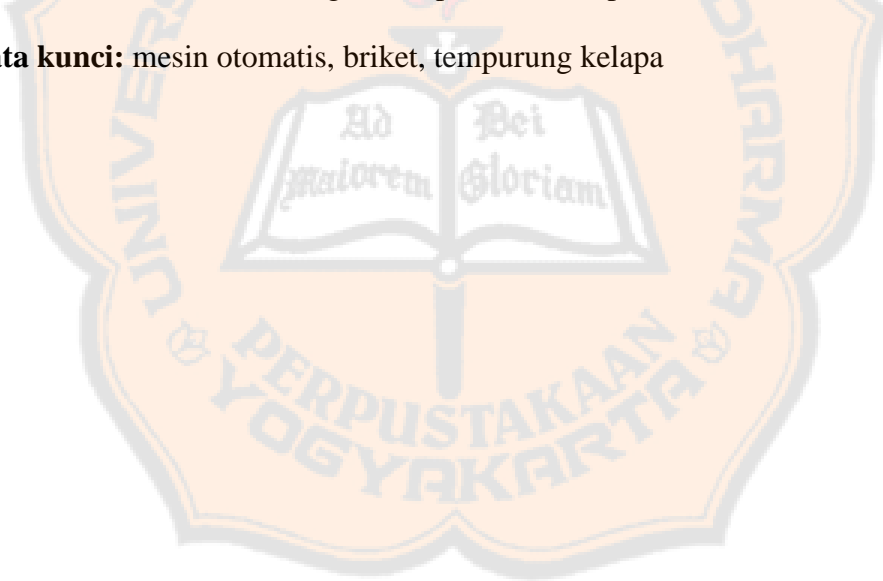 ata kunci: mesin otomatis, briket, tempurung kelapa
Ad Dei
Maiorem Gloriam
PERPUSTAKAAN
YOGYAKARTA